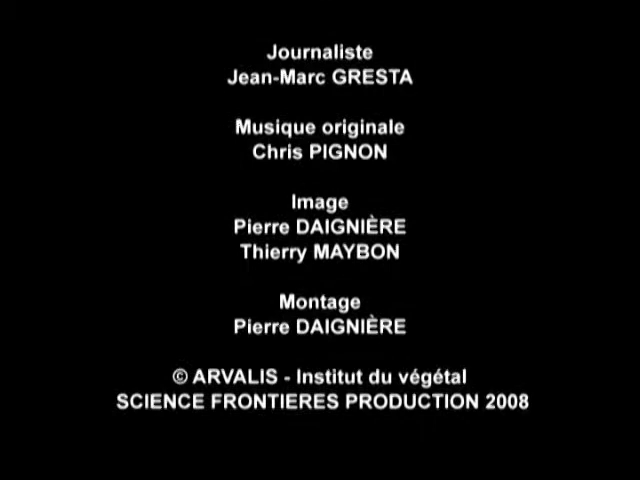 Journaliste
Jean-Marc GRESTA
Musique originale
Chris PIGNON
Image
Pierre DAIGNIÈRE
Thierry MAYBON
Montage
Pierre DAIGNIÈRE
© ARVALIS - Institut du végétal
SCIENCE FRONTIERES PRODUCTION 2008